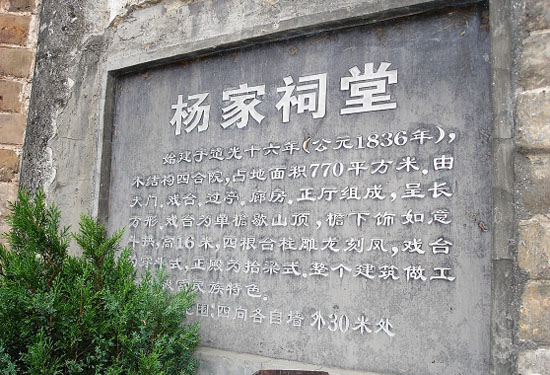 杨家祠堂
始建于道光十六年(公元1836年),
木结构四合院,占地面积770平方米.由
大门.戏台.过亭.廊房.正厅组成,呈长
方形.戏台为单檐歇山顶,檐下饰如意
斗拱,高16米,四根台柱雕龙刻凤,戏台
字斗式,正殿为抬梁式.整个建筑做工
富民族特色.
围:四向各自墙外30米处